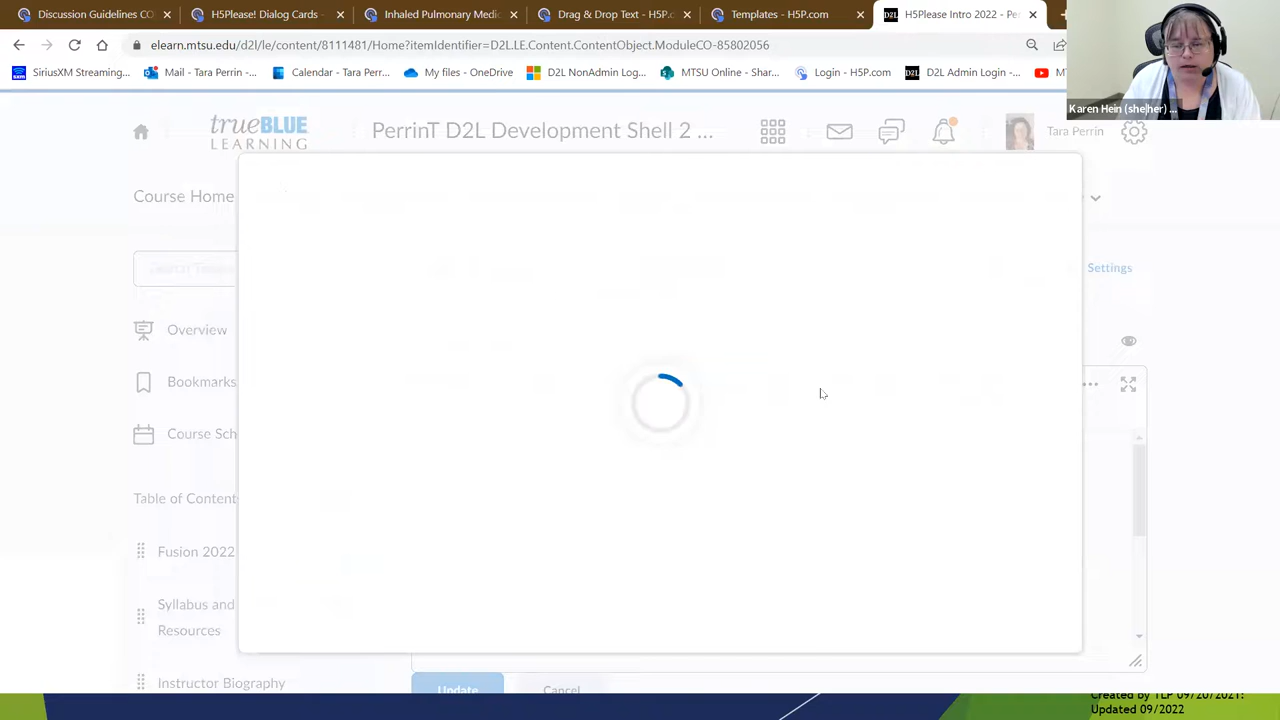 Discussion Guidelines CO
H5Please! Dialog Cards -
Inhaled Pulmonary Medic
Drag & Drop Text - H5P.c
Templates - H5P.com
H5Please Intro 2022 - Pe
elearn.mtsu.edu/d2l/le/content/8111481/Home?itemIdentifier=D2L.LE.Content.ContentObject.ModuleCO-85802056
SiriusXM Streaming...
Mail - Tara Perrin -...
Calendar - Tara Perr...
My files - OneDrive
D2L NonAdmin Log...
MTSU Online - Shar...
Login - H5P.com
D2L Admin Login -...
MT
Karen Hein (she|her) ...
trueBLUE
LEARNING
Perrin D2L Development Shell 2 ...
Tara Perrin
Course Home
Settings
Overview
Bookmarks
Course Sch
Table of Content
Fusion 2022
Syllabus and
Resources
Instructor Biography
Update
Cancel
Created by TLP 09/20/2021:
Updated 09/2022